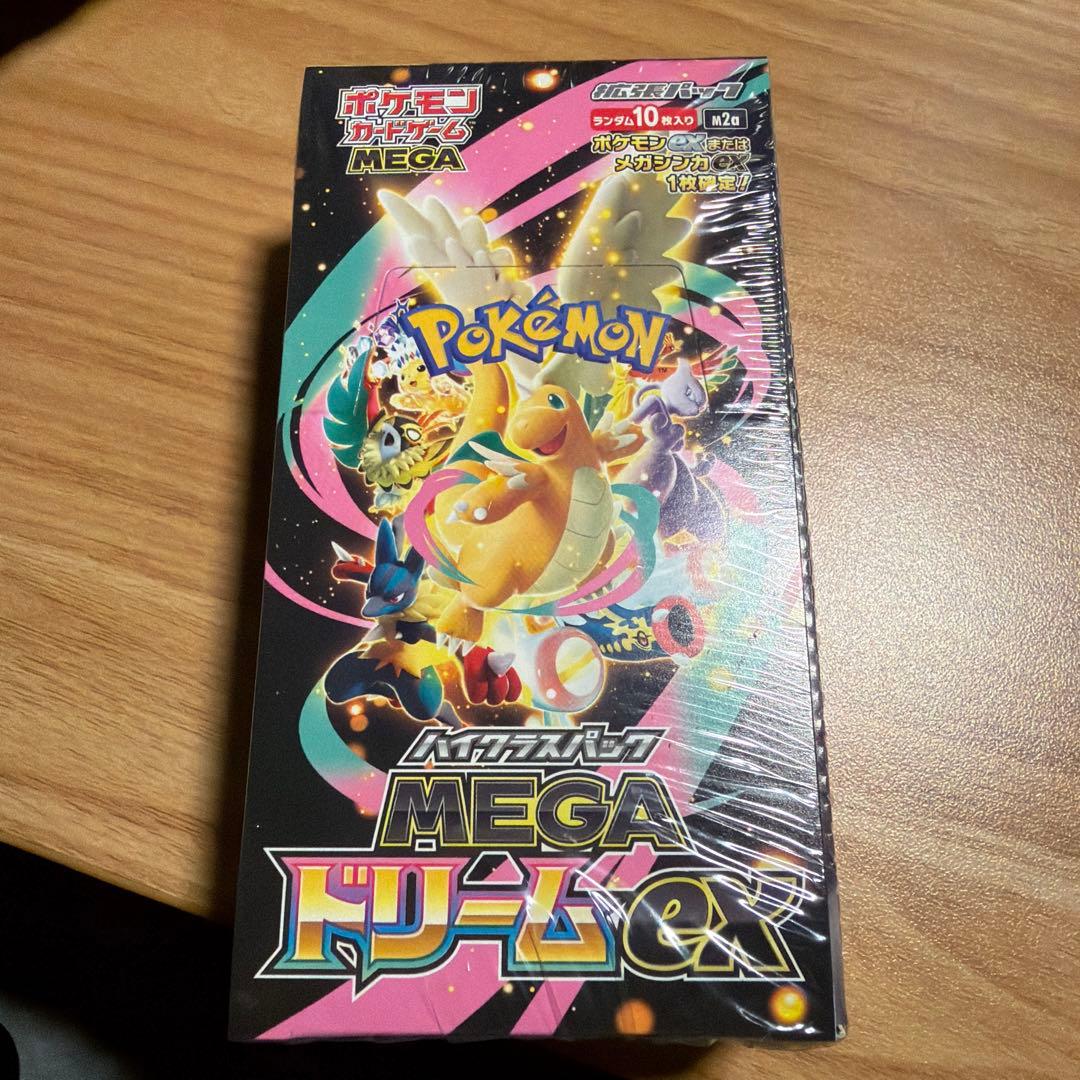 ポケモン
カードゲーム
MEGA
拡張パック
ランダム10枚入り M2a
ポケモンexまたは
メガシンカex
1枚確定！
POKéMON
TM
ハイクラスパック
MEGA
ドリームex